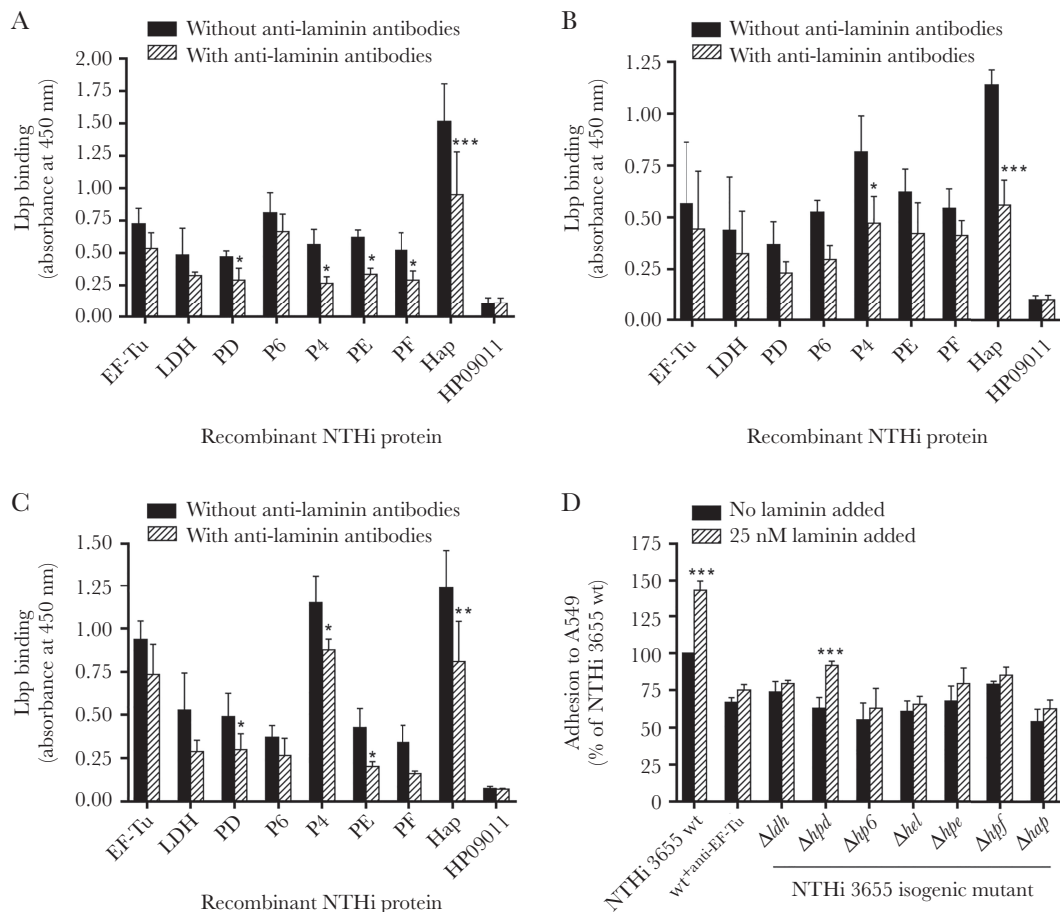 A
Without anti-laminin antibodies
With anti-laminin antibodies
Lbp binding
(absorbance at 450 nm)
2.00
1.75
1.50
1.25
1.00
0.75
0.50
0.25
0.00
*
*
*
*
***
EF-Tu
LDH
PD
P6
P4
PE
PF
Hap
HP09011
Recombinant NTHi protein
B
Without anti-laminin antibodies
With anti-laminin antibodies
Lbp binding
(absorbance at 450 nm)
1.25
1.00
0.75
0.50
0.25
0.00
*
***
EF-Tu
LDH
PD
P6
P4
PE
PF
Hap
HP09011
Recombinant NTHi protein
C
Without anti-laminin antibodies
With anti-laminin antibodies
Lbp binding
(absorbance at 450 nm)
1.50
1.25
1.00
0.75
0.50
0.25
0.00
*
*
*
**
EF-Tu
LDH
PD
P6
P4
PE
PF
Hap
HP09011
Recombinant NTHi protein
D
No laminin added
25 nM laminin added
Adhesion to A549
(% of NTHi 3655 wt)
175
150
125
100
75
50
25
0
***
***
NTHi 3655 wt
wt+anti-EF-Tu
Δldh
Δhpd
Δhp6
Δhel
Δhpe
Δhpf
Δhap
NTHi 3655 isogenic mutant